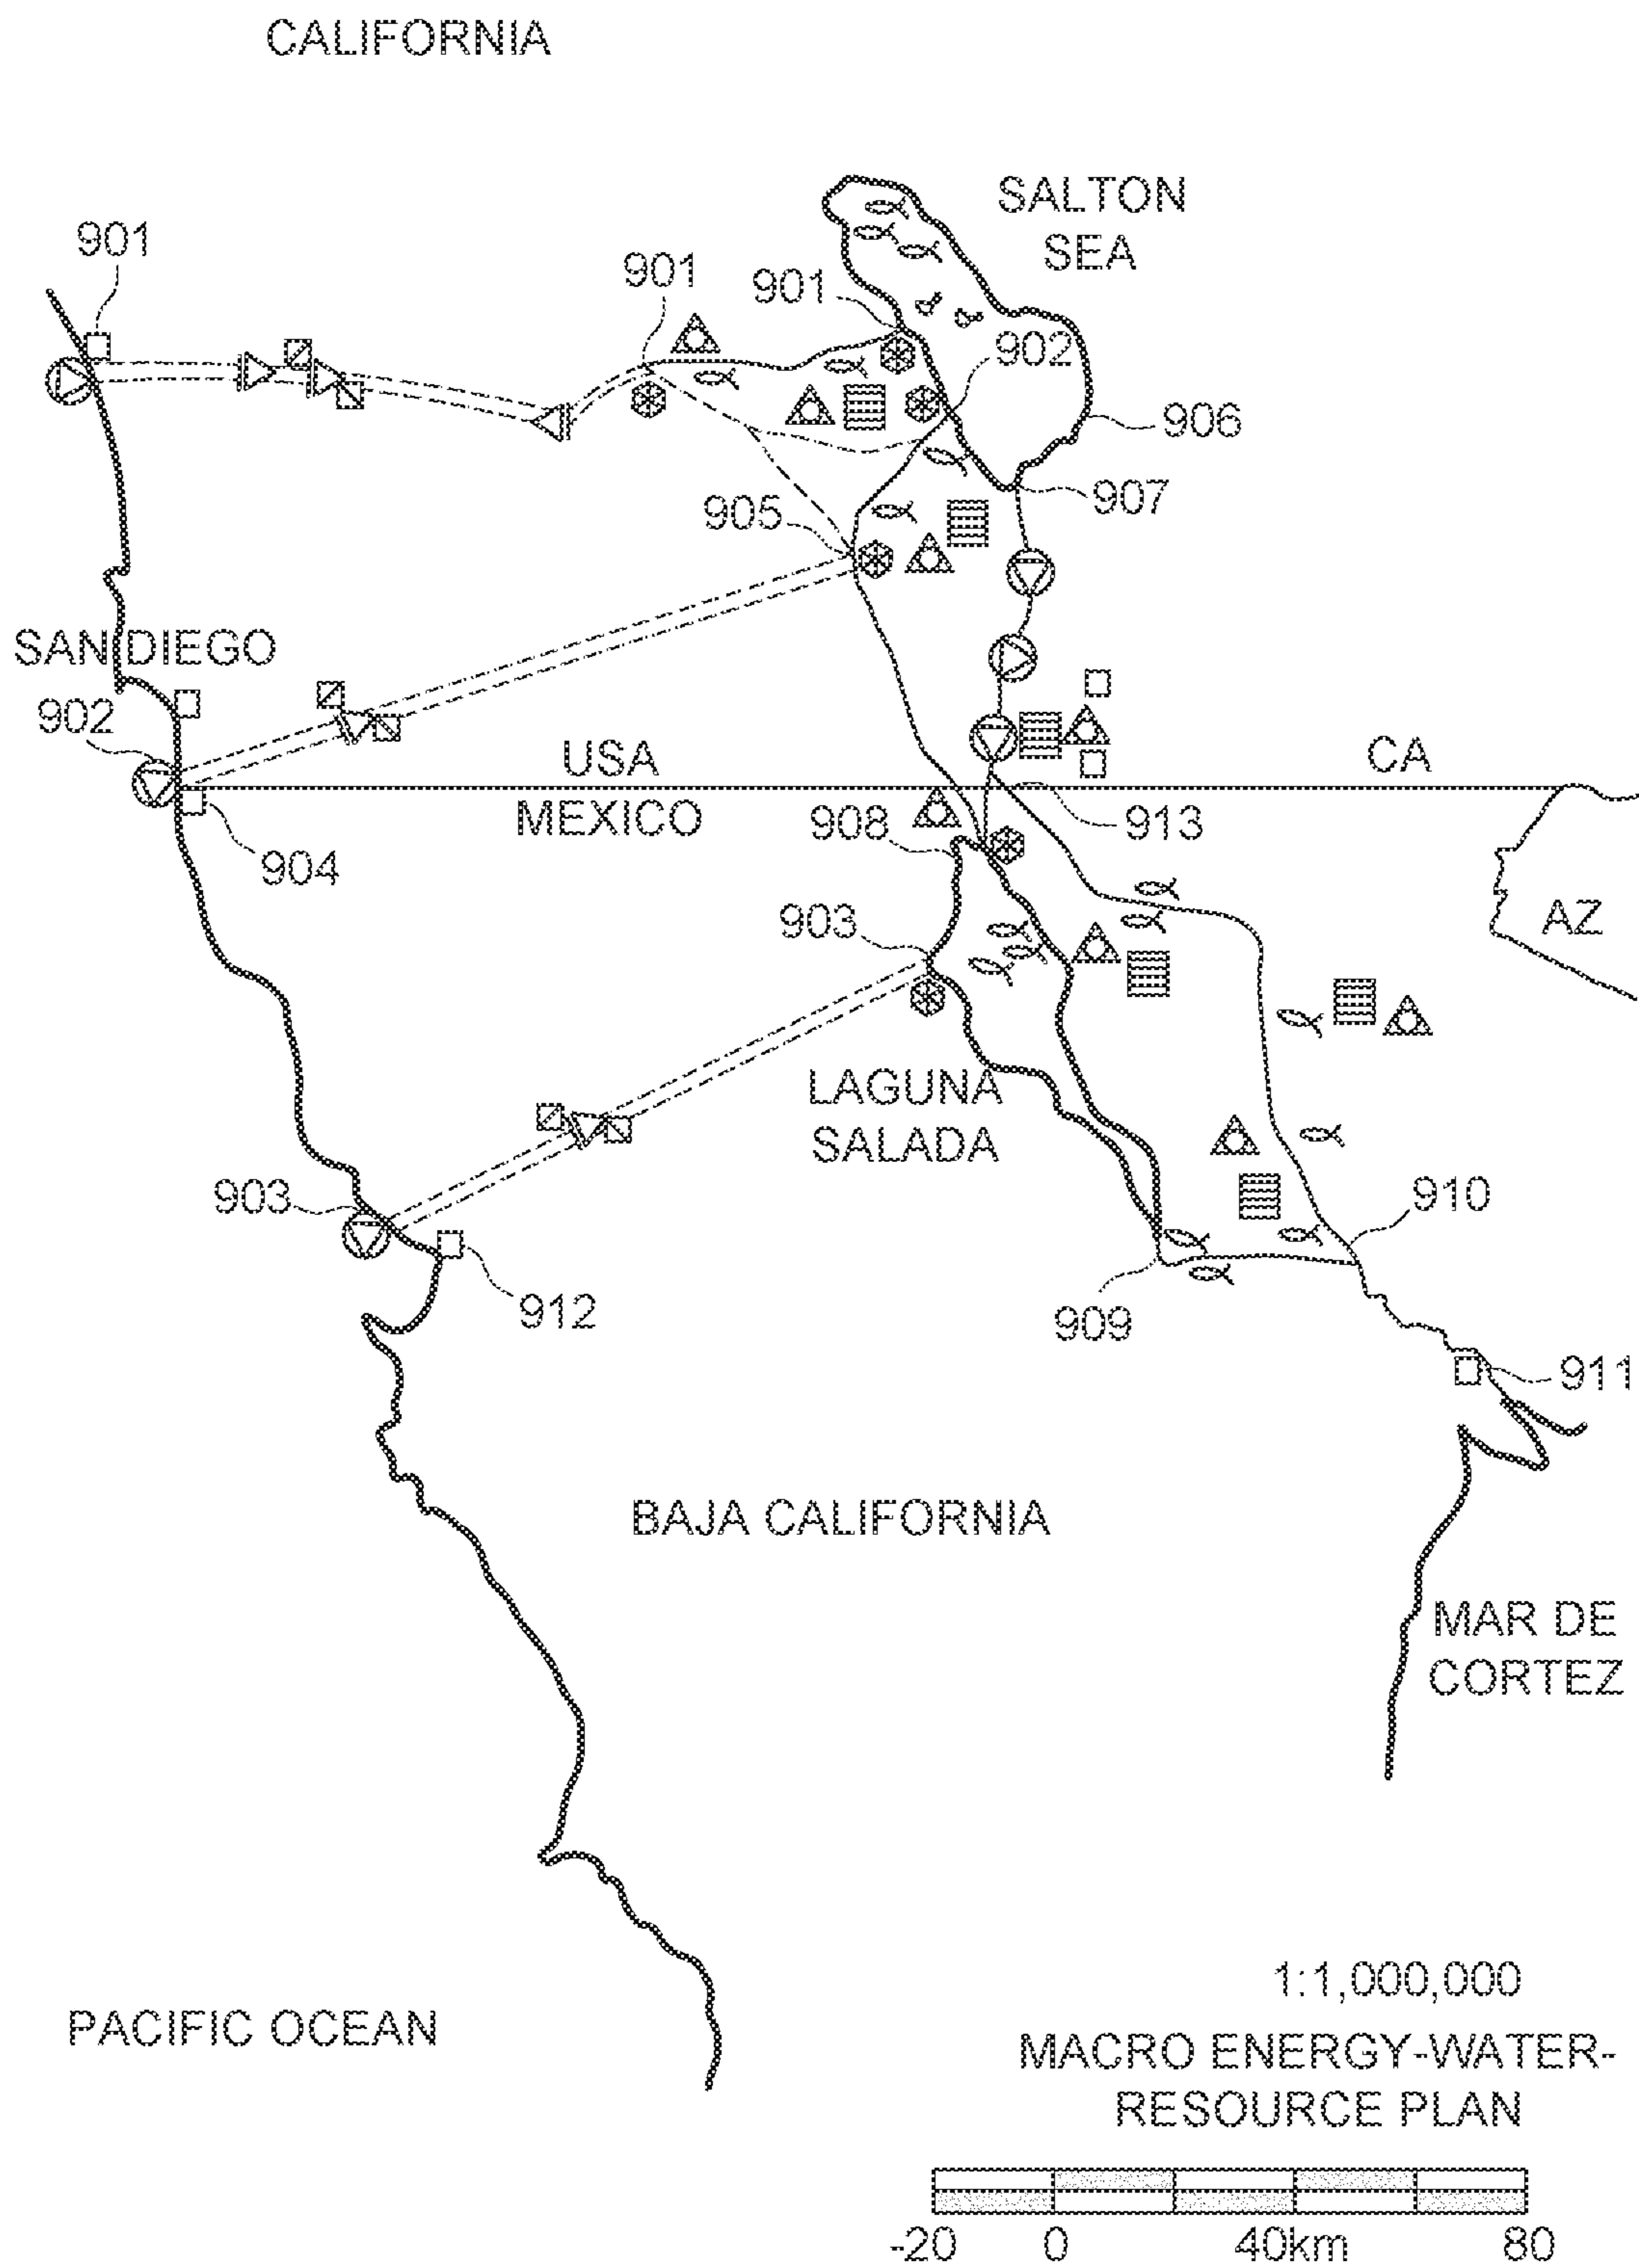 CALIFORNIA
SALTON
SEA
901
901
901
902
906
907
905
SAN DIEGO
902
USA
CA
MEXICO
908
913
904
903
AZ
LAGUNA
SALADA
903
910
912
909
911
BAJA CALIFORNIA
MAR DE
CORTEZ
1:1,000,000
PACIFIC OCEAN
MACRO ENERGY-WATER-
RESOURCE PLAN
-20 0 40km 80